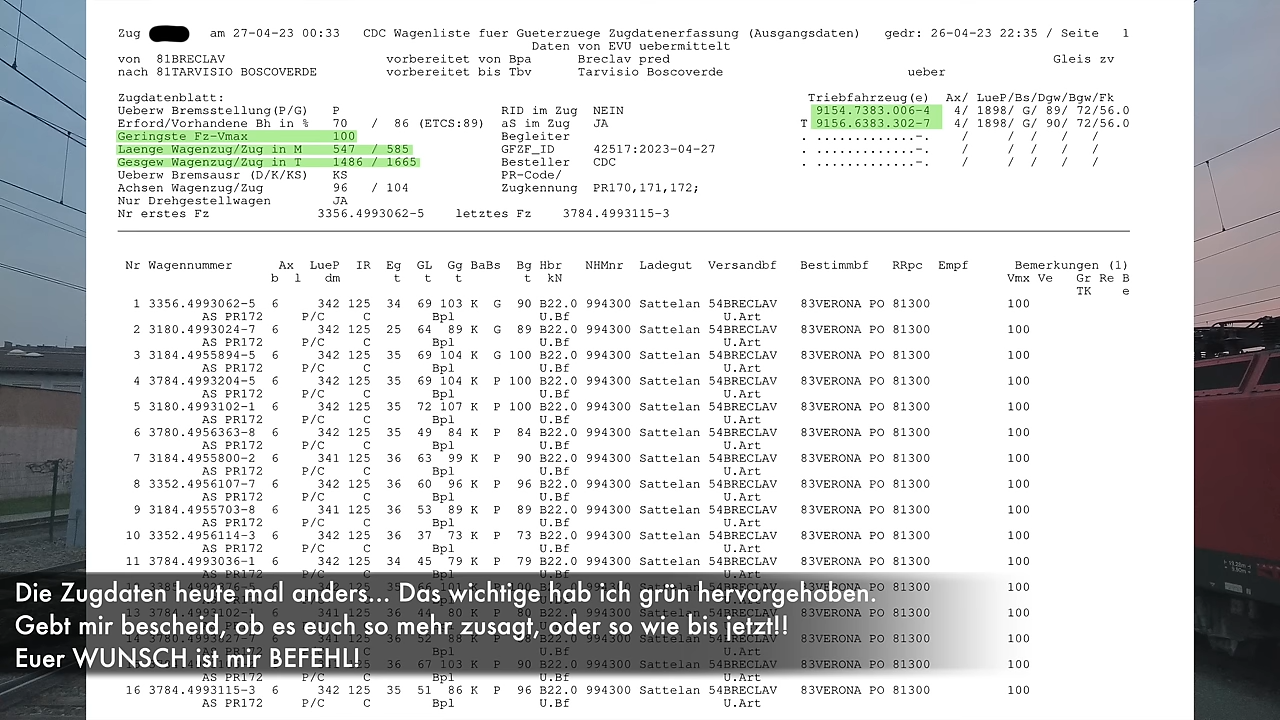 Zug am 27-04-23 00:33 CDC Wagenliste fuer Gueterzuege Zugdatenerfassung (Ausgangsdaten) gedr: 26-04-23 22:35 / Seite 1
Daten von EVU uebermittelt
von 81BRECLAV vorbereitet von Bpa Breclav pred Gleis zv
nach 81TARVISIO BOSCOVERDE vorbereitet bis Tbv Tarvisio Boscoverde ueber
Zugdatenblatt: Triebfahrzeug(e) Ax/ LueP/Bs/Dgw/Bgw/Fk
Ueberw Bremsstellung(P/G) P RID im Zug NEIN 9154.7383.006-4 4/ 1898/ G/ 89/ 72/56.0
Erford/Vorhandene Bh in % 70 / 86 (ETCS:89) aS im Zug JA T 9156.6383.302-7 4/ 1898/ G/ 90/ 72/56.0
Geringste Fz-Vmax 100 Begleiter . ............-. / / / / /
Laenge Wagenzug/Zug in M 547 / 585 GFZF_ID 42517:2023-04-27 . ............-. / / / / /
Gesgew Wagenzug/Zug in T 1486 / 1665 Besteller CDC . ............-. / / / / /
Ueberw Bremsausr (D/K/KS) KS PR-Code/
Achsen Wagenzug/Zug 96 / 104 Zugkennung PR170,171,172;
Nur Drehgestellwagen JA
Nr erstes Fz 3356.4993062-5 letztes Fz 3784.4993115-3
Nr Wagennummer Ax LueP IR Eg GL Gg BaBs Bg Hbr NHMnr Ladegut Versandbf Bestimmbf RRpc Empf Bemerkungen (1)
b l dm t t t t kN Vmx Ve Gr Re B
TK e
1 3356.4993062-5 6 342 125 34 69 103 K G 90 B22.0 994300 Sattelan 54BRECLAV 83VERONA PO 81300 100
AS PR172 P/C C Bpl U.Bf U.Art
2 3180.4993024-7 6 342 125 25 64 89 K G 89 B22.0 994300 Sattelan 54BRECLAV 83VERONA PO 81300 100
AS PR172 P/C C Bpl U.Bf U.Art
3 3184.4955894-5 6 342 125 35 69 104 K G 100 B22.0 994300 Sattelan 54BRECLAV 83VERONA PO 81300 100
AS PR172 P/C C Bpl U.Bf U.Art
4 3784.4993204-5 6 342 125 35 69 104 K P 100 B22.0 994300 Sattelan 54BRECLAV 83VERONA PO 81300 100
AS PR172 P/C C Bpl U.Bf U.Art
5 3180.4993102-1 6 342 125 35 72 107 K P 100 B22.0 994300 Sattelan 54BRECLAV 83VERONA PO 81300 100
AS PR172 P/C C Bpl U.Bf U.Art
6 3780.4956363-8 6 342 125 35 49 84 K P 84 B22.0 994300 Sattelan 54BRECLAV 83VERONA PO 81300 100
AS PR172 P/C C Bpl U.Bf U.Art
7 3184.4955800-2 6 341 125 36 63 99 K P 90 B22.0 994300 Sattelan 54BRECLAV 83VERONA PO 81300 100
AS PR172 P/C C Bpl U.Bf U.Art
8 3352.4956107-7 6 342 125 36 60 96 K P 96 B22.0 994300 Sattelan 54BRECLAV 83VERONA PO 81300 100
AS PR172 P/C C Bpl U.Bf U.Art
9 3184.4955703-8 6 341 125 36 53 89 K P 89 B22.0 994300 Sattelan 54BRECLAV 83VERONA PO 81300 100
AS PR172 P/C C Bpl U.Bf U.Art
10 3352.4956114-3 6 342 125 36 37 73 K P 73 B22.0 994300 Sattelan 54BRECLAV 83VERONA PO 81300 100
AS PR172 P/C C Bpl U.Bf U.Art
11 3784.4993036-1 6 342 125 34 45 79 K P 79 B22.0 994300 Sattelan 54BRECLAV 83VERONA PO 81300 100
Die Zugdaten heute mal anders... Das wichtige hab ich grün hervorgehoben.
Gebt mir bescheid, ob es euch so mehr zusagt, oder so wie bis jetzt!!
Euer WUNSCH ist mir BEFEHL!
AS PR172 P/C C Bpl U.Bf U.Art
16 3784.4993115-3 6 342 125 35 51 86 K P 96 B22.0 994300 Sattelan 54BRECLAV 83VERONA PO 81300 100
AS PR172 P/C C Bpl U.Bf U.Art